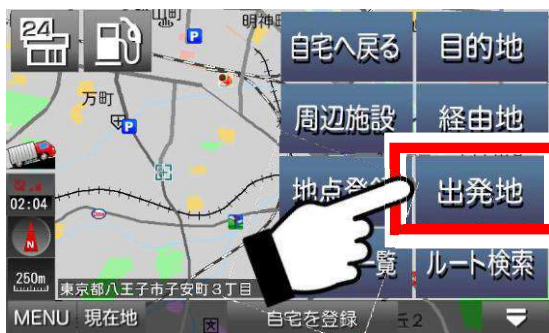 明神
24
自宅へ戻る
目的地
万町
周辺施設
経由地
出発地
02:04
N
250m
覧
ルート検索
東京都八王子市子安町3丁目
MENU
現在地
自宅を登録